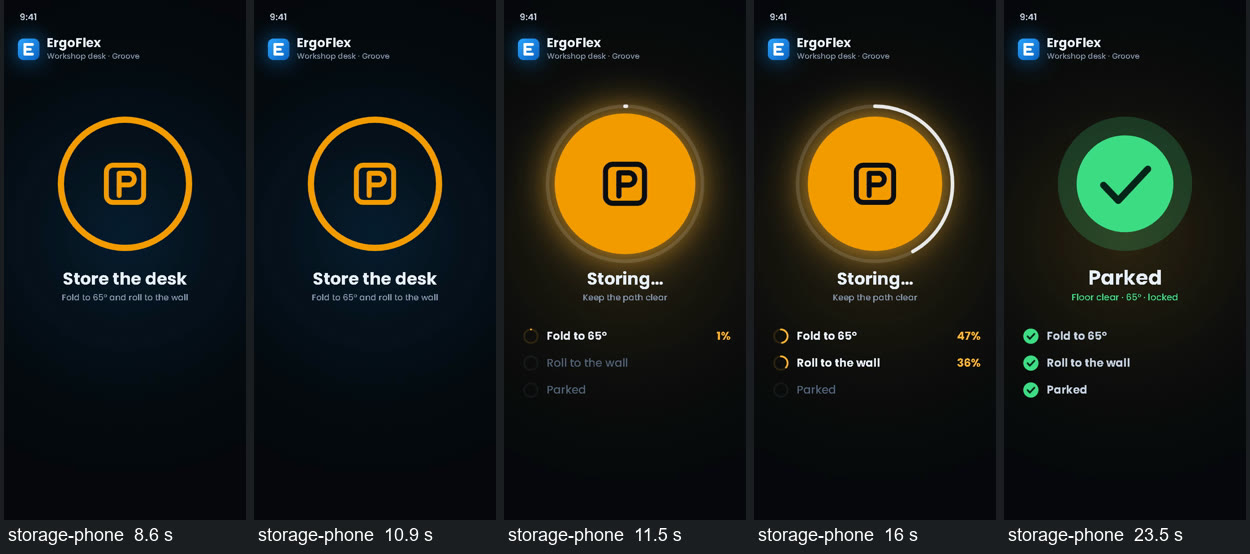 9:41
E
ErgoFlex
Workshop desk · Groove
P
Store the desk
Fold to 65° and roll to the wall
storage-phone 8.6 s
9:41
E
ErgoFlex
Workshop desk · Groove
P
Store the desk
Fold to 65° and roll to the wall
storage-phone 10.9 s
9:41
E
ErgoFlex
Workshop desk · Groove
P
Storing...
Keep the path clear
Fold to 65° 1%
Roll to the wall
Parked
storage-phone 11.5 s
9:41
E
ErgoFlex
Workshop desk · Groove
P
Storing...
Keep the path clear
Fold to 65° 47%
Roll to the wall 36%
Parked
storage-phone 16 s
9:41
E
ErgoFlex
Workshop desk · Groove
Parked
Floor clear · 65° · locked
Fold to 65°
Roll to the wall
Parked
storage-phone 23.5 s